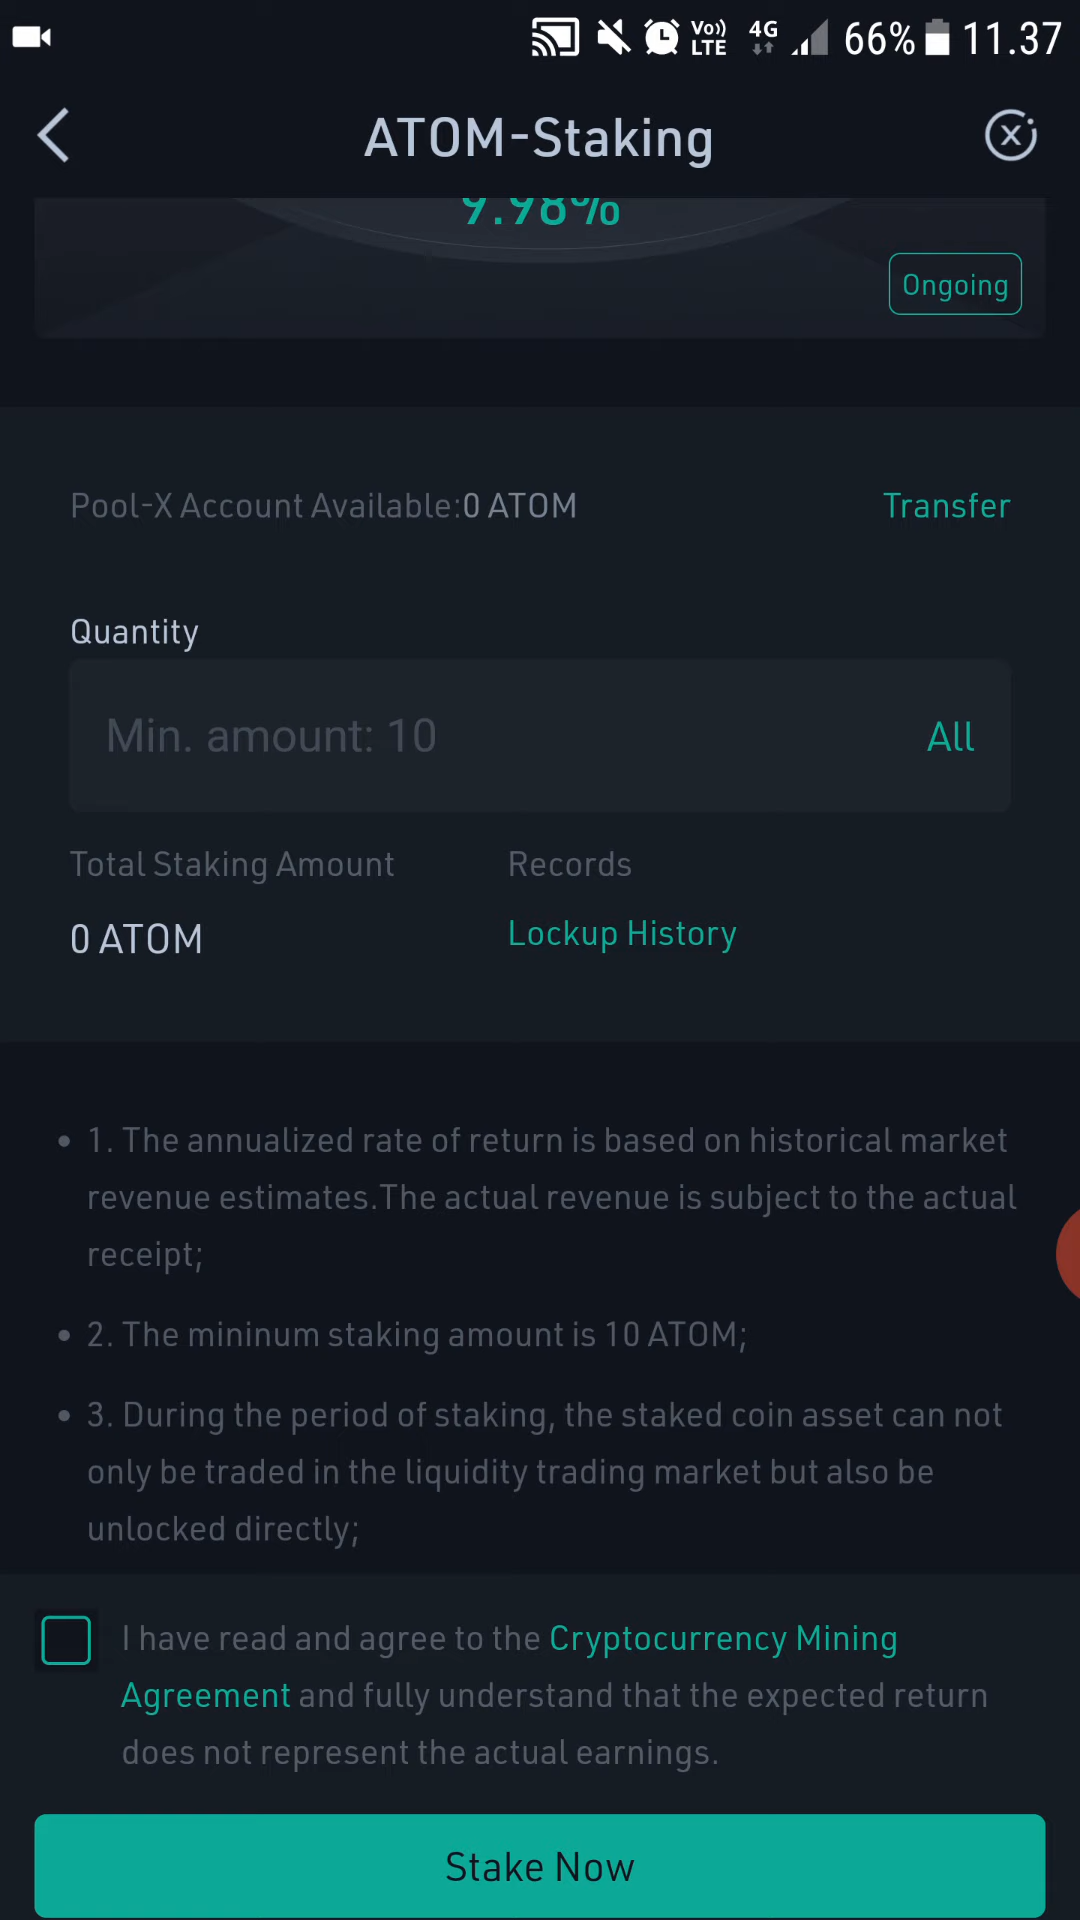 Vo))
LTE
4G
66%
11.37
ATOM-Staking
9.98%
Ongoing
Pool-X Account Available:0 ATOM
Transfer
Quantity
Min. amount: 10
All
Total Staking Amount
Records
0 ATOM
Lockup History
1. The annualized rate of return is based on historical market
revenue estimates.The actual revenue is subject to the actual
receipt;
2. The mininum staking amount is 10 ATOM;
3. During the period of staking, the staked coin asset can not
only be traded in the liquidity trading market but also be
unlocked directly;
I have read and agree to the Cryptocurrency Mining
Agreement and fully understand that the expected return
does not represent the actual earnings.
Stake Now